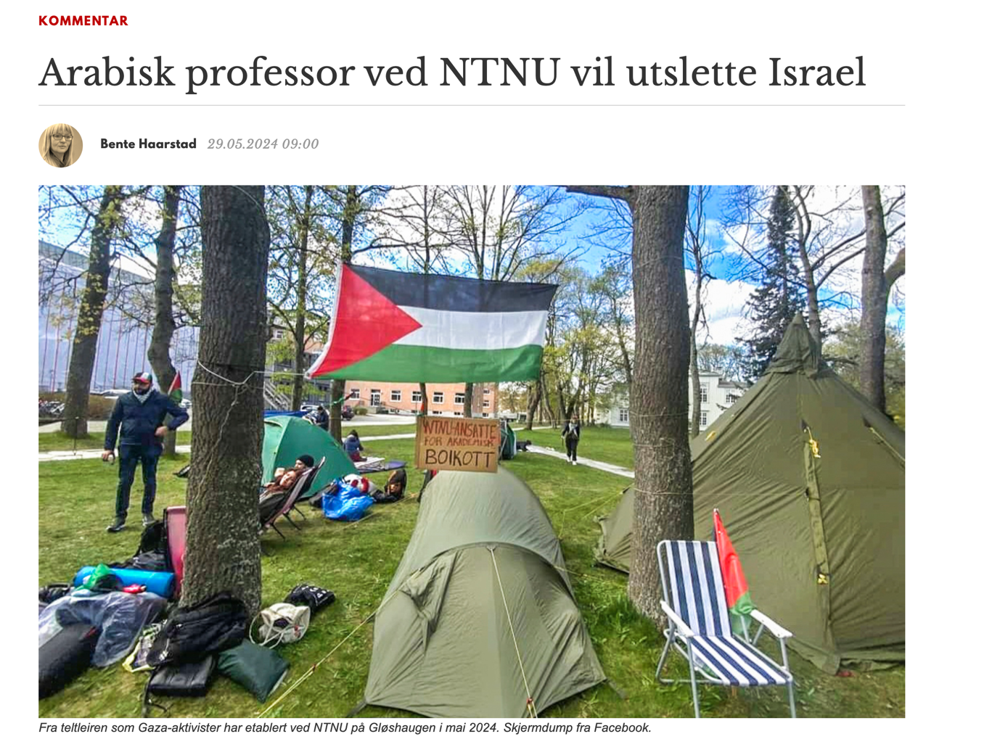 KOMMENTAR
Arabisk professor ved NTNU vil utslette Israel
Bente Haarstad 29.05.2024 09:00
NTNU-ANSATTE
FOR AKADEMISK
BOIKOTT
Fra teltleiren som Gaza-aktivister har etablert ved NTNU på Gløshaugen i mai 2024. Skjermdump fra Facebook.